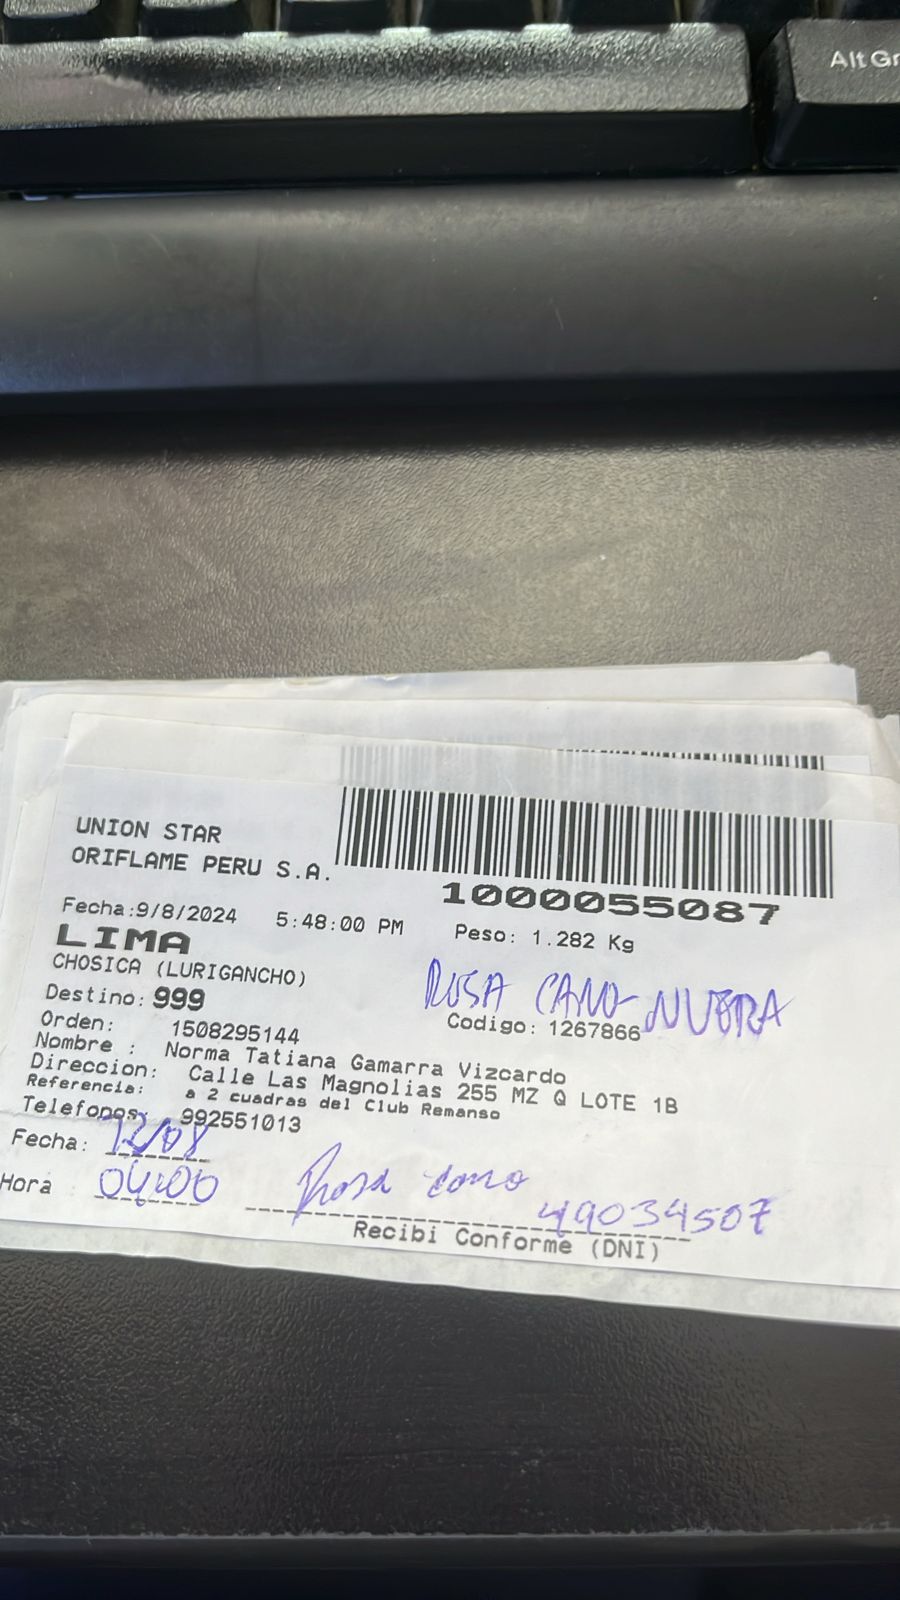 Alt Gr
UNION STAR
ORIFLAME PERU S.A.
1000055087
Fecha:9/8/2024 5:48:00 PM
Peso: 1.282 Kg
LIMA
CHOSICA (LURIGANCHO)
ROSA CANO NUERA
Destino: 999
Codigo: 1267866
Orden: 1508295144
Nombre : Norma Tatiana Gamarra Vizcardo
Direccion: Calle Las Magnolias 255 MZ Q LOTE 1B
Referencia: a 2 cuadras del Club Remanso
Telefonos: 992551013
Fecha: 12/08
Hora 04:00
Rosa cano 49034507
Recibi Conforme (DNI)